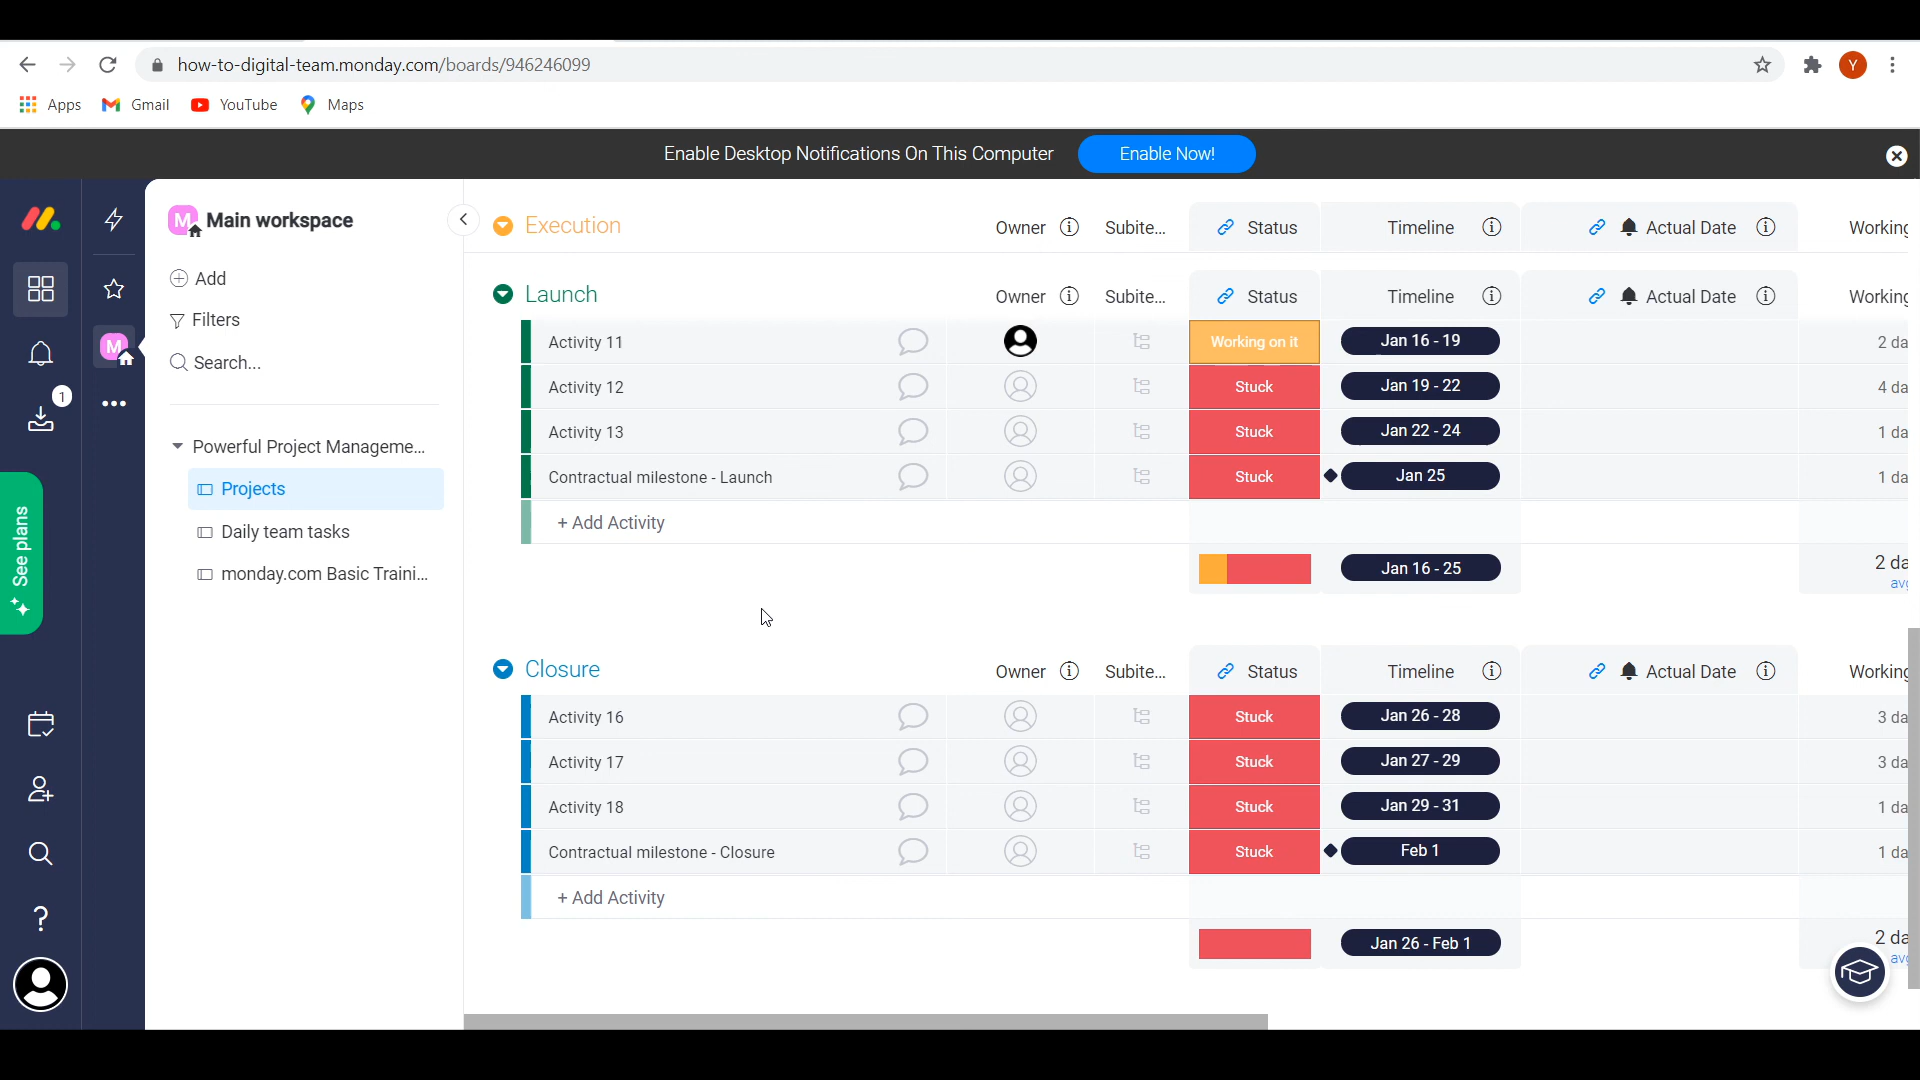 how-to-digital-team.monday.com/boards/946246099
Y
Apps Gmail YouTube Maps
Enable Desktop Notifications On This Computer Enable Now!
M Main workspace
Add
Filters
Search...
M
1
See plans
Powerful Project Manageme...
Projects
Daily team tasks
monday.com Basic Traini...
Execution Owner Subite... Status Timeline Actual Date Working
Launch Owner Subite... Status Timeline Actual Date Working
Activity 11 Working on it Jan 16 - 19 2 da
Activity 12 Stuck Jan 19 - 22 4 da
Activity 13 Stuck Jan 22 - 24 1 da
Contractual milestone - Launch Stuck Jan 25 1 da
+ Add Activity
Jan 16 - 25 2 da
avg
Closure Owner Subite... Status Timeline Actual Date Working
Activity 16 Stuck Jan 26 - 28 3 da
Activity 17 Stuck Jan 27 - 29 3 da
Activity 18 Stuck Jan 29 - 31 1 da
Contractual milestone - Closure Stuck Feb 1 1 da
+ Add Activity
Jan 26 - Feb 1 2 da
avg